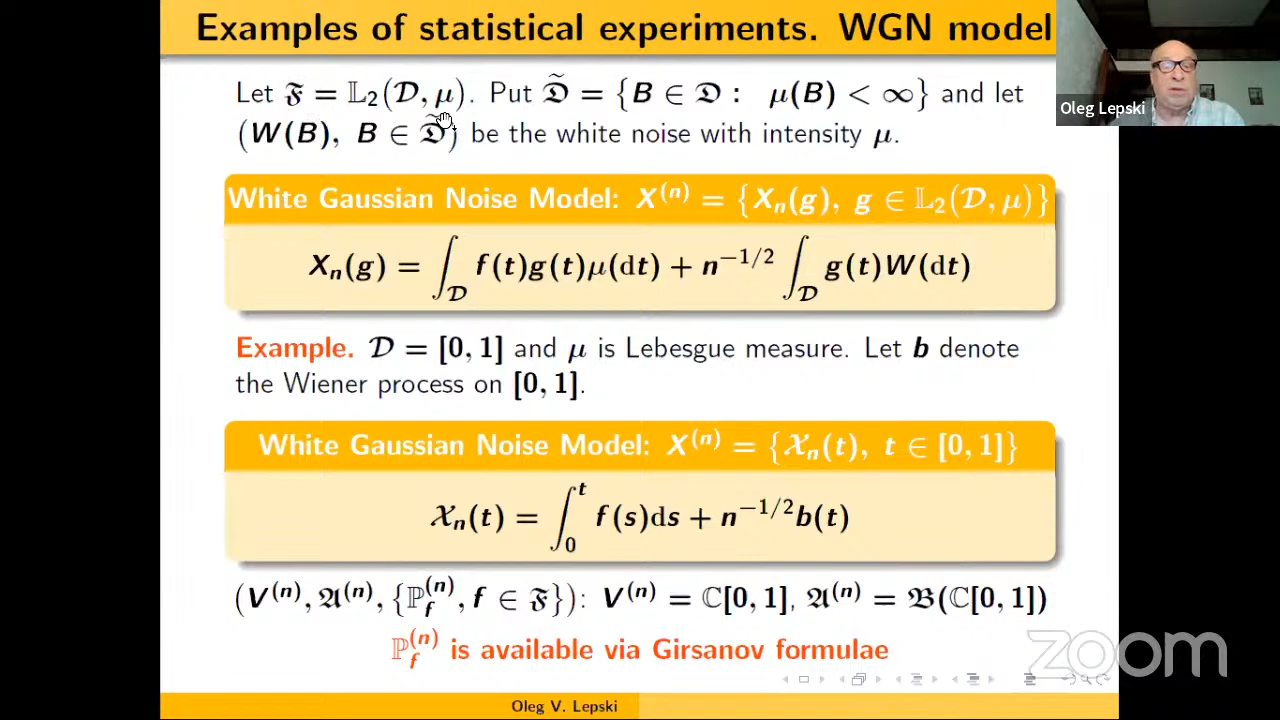 Examples of statistical experiments. WGN model
Let 𝔉 = 𝕃₂(𝒟, μ). Put 𝔇̃ = {B ∈ 𝔇 : μ(B) < ∞} and let
(W(B), B ∈ 𝔇̃) be the white noise with intensity μ.
White Gaussian Noise Model: X⁽ⁿ⁾ = {Xₙ(g), g ∈ 𝕃₂(𝒟, μ)}
Xₙ(g) = ∫_𝒟 f(t)g(t)μ(dt) + n^{−1/2} ∫_𝒟 g(t)W(dt)
Example. 𝒟 = [0, 1] and μ is Lebesgue measure. Let b denote
the Wiener process on [0, 1].
White Gaussian Noise Model: X⁽ⁿ⁾ = {𝒳ₙ(t), t ∈ [0, 1]}
𝒳ₙ(t) = ∫₀ᵗ f(s)ds + n^{−1/2}b(t)
(V⁽ⁿ⁾, 𝔄⁽ⁿ⁾, {ℙ_f⁽ⁿ⁾, f ∈ 𝔉}): V⁽ⁿ⁾ = ℂ[0, 1], 𝔄⁽ⁿ⁾ = 𝔅(ℂ[0, 1])
ℙ_f⁽ⁿ⁾ is available via Girsanov formulae
Oleg V. Lepski
Oleg Lepski
zoom